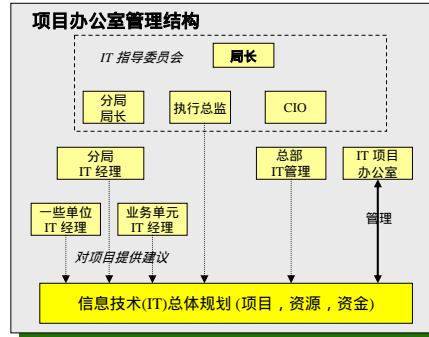 项目办公室管理结构
IT 指导委员会
局长
分局
局长
执行总监
CIO
分局
IT 经理
总部
IT管理
IT 项目
办公室
一些单位
IT 经理
业务单元
IT 经理
管理
对项目提供建议
信息技术(IT)总体规划 (项目，资源，资金)